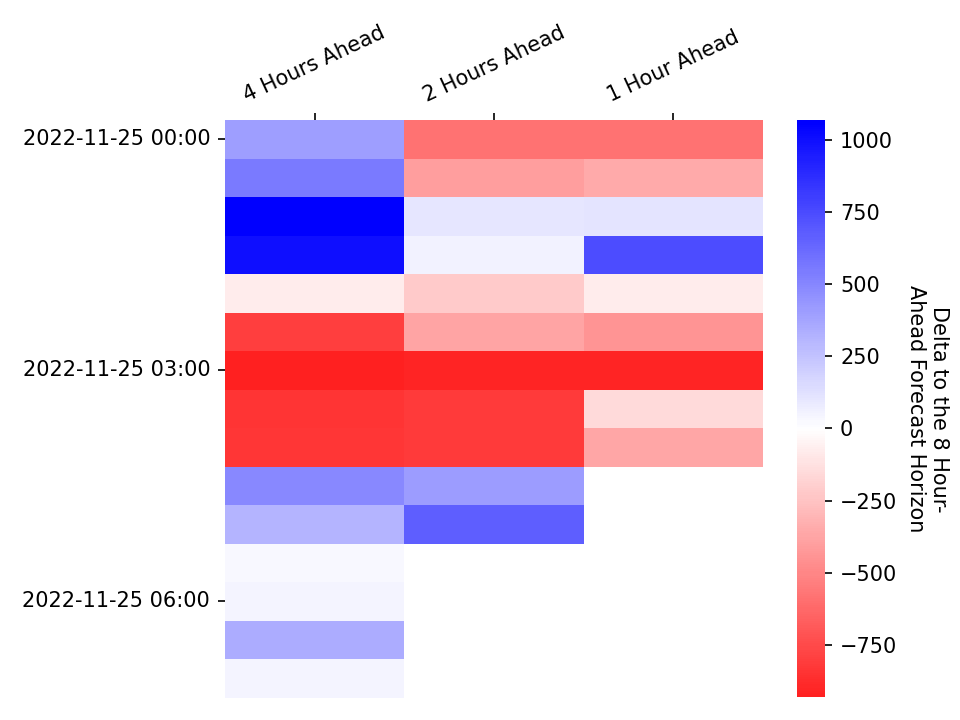 4 Hours Ahead
2 Hours Ahead
1 Hour Ahead
2022-11-25 00:00
2022-11-25 03:00
2022-11-25 06:00
1000
750
500
250
0
−250
−500
−750
Delta to the 8 Hour-
Ahead Forecast Horizon